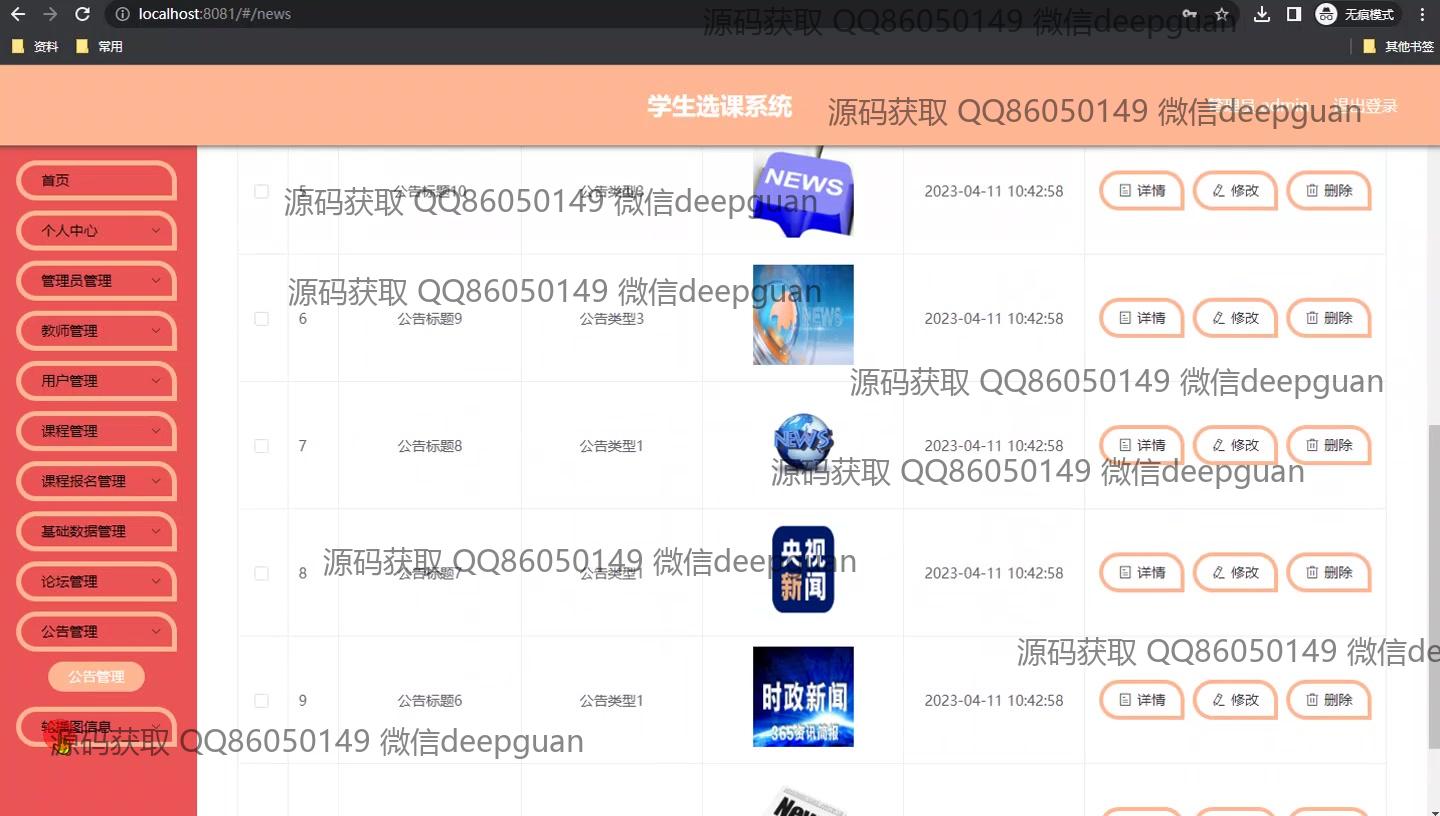 localhost:8081/#/news
无痕模式
资料
常用
其他书签
源码获取 QQ86050149 微信deepguan
学生选课系统
管理员 admin
退出登录
源码获取 QQ86050149 微信deepguan
首页
个人中心
管理员管理
教师管理
用户管理
课程管理
课程报名管理
基础数据管理
论坛管理
公告管理
公告管理
轮播图信息
5 公告标题10 公告类型3 NEWS 2023-04-11 10:42:58 详情 修改 删除
源码获取 QQ86050149 微信deepguan
源码获取 QQ86050149 微信deepguan
6 公告标题9 公告类型3 NEWS 2023-04-11 10:42:58 详情 修改 删除
源码获取 QQ86050149 微信deepguan
7 公告标题8 公告类型1 NEWS 2023-04-11 10:42:58 详情 修改 删除
源码获取 QQ86050149 微信deepguan
源码获取 QQ86050149 微信deepguan
8 公告标题7 公告类型1 央视新闻 2023-04-11 10:42:58 详情 修改 删除
源码获取 QQ86050149 微信de
9 公告标题6 公告类型1 时政新闻 365资讯简报 2023-04-11 10:42:58 详情 修改 删除
源码获取 QQ86050149 微信deepguan